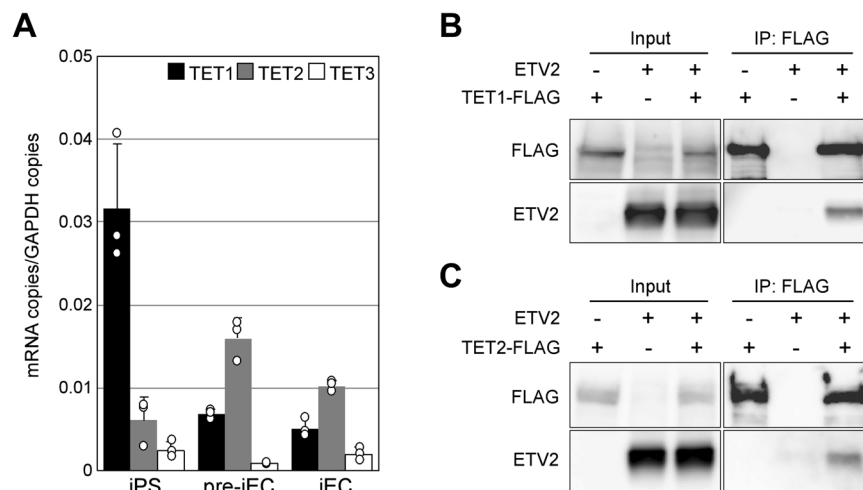 A
mRNA copies/GAPDH copies
0.05
0.04
0.03
0.02
0.01
0
TET1 TET2 TET3
iPS pre-iEC iEC
B
Input IP: FLAG
ETV2 - + + - + +
TET1-FLAG + - + + - +
FLAG
ETV2
C
Input IP: FLAG
ETV2 - + + - + +
TET2-FLAG + - + + - +
FLAG
ETV2